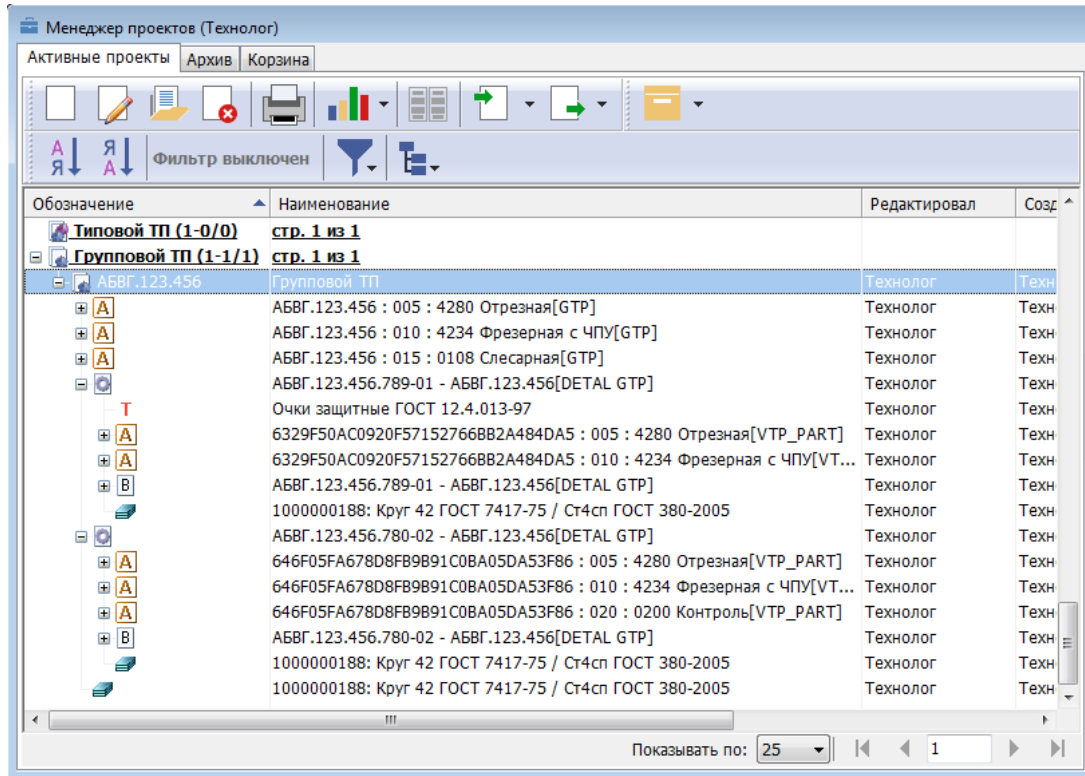 Менеджер проектов (Технолог)
Активные проекты Архив Корзина
А Я Я А Фильтр выключен
Обозначение Наименование Редактировал Созд
Типовой ТП (1-0/0) стр. 1 из 1
Групповой ТП (1-1/1) стр. 1 из 1
АБВГ.123.456 Групповой ТП Технолог Техн
А АБВГ.123.456 : 005 : 4280 Отрезная[GTP] Технолог Техн
А АБВГ.123.456 : 010 : 4234 Фрезерная с ЧПУ[GTP] Технолог Техн
А АБВГ.123.456 : 015 : 0108 Слесарная[GTP] Технолог Техн
АБВГ.123.456.789-01 - АБВГ.123.456[DETAL GTP] Технолог Техн
Т Очки защитные ГОСТ 12.4.013-97 Технолог Техн
А 6329F50AC0920F57152766BB2A484DA5 : 005 : 4280 Отрезная[VTP_PART] Технолог Техн
А 6329F50AC0920F57152766BB2A484DA5 : 010 : 4234 Фрезерная с ЧПУ[VT... Технолог Техн
В АБВГ.123.456.789-01 - АБВГ.123.456[DETAL GTP] Технолог Техн
1000000188: Круг 42 ГОСТ 7417-75 / Ст4сп ГОСТ 380-2005 Технолог Техн
АБВГ.123.456.780-02 - АБВГ.123.456[DETAL GTP] Технолог Техн
А 646F05FA678D8FB9B91C0BA05DA53F86 : 005 : 4280 Отрезная[VTP_PART] Технолог Техн
А 646F05FA678D8FB9B91C0BA05DA53F86 : 010 : 4234 Фрезерная с ЧПУ[VT... Технолог Техн
А 646F05FA678D8FB9B91C0BA05DA53F86 : 020 : 0200 Контроль[VTP_PART] Технолог Техн
В АБВГ.123.456.780-02 - АБВГ.123.456[DETAL GTP] Технолог Техн
1000000188: Круг 42 ГОСТ 7417-75 / Ст4сп ГОСТ 380-2005 Технолог Техн
1000000188: Круг 42 ГОСТ 7417-75 / Ст4сп ГОСТ 380-2005 Технолог Техн
Показывать по: 25 1